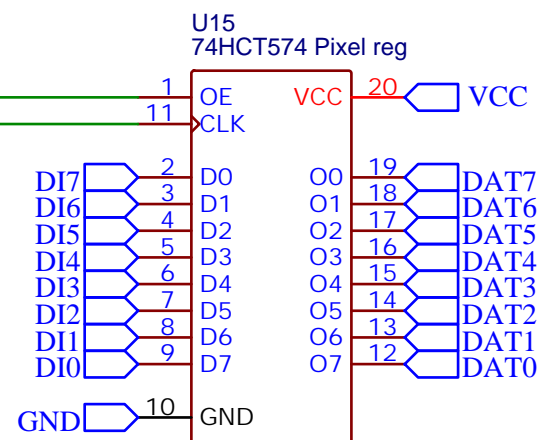 U15
74HCT574 Pixel reg
1 OE VCC 20 VCC
11 CLK
DI7 2 D0 O0 19 DAT7
DI6 3 D1 O1 18 DAT6
DI5 4 D2 O2 17 DAT5
DI4 5 D3 O3 16 DAT4
DI3 6 D4 O4 15 DAT3
DI2 7 D5 O5 14 DAT2
DI1 8 D6 O6 13 DAT1
DI0 9 D7 O7 12 DAT0
GND 10 GND